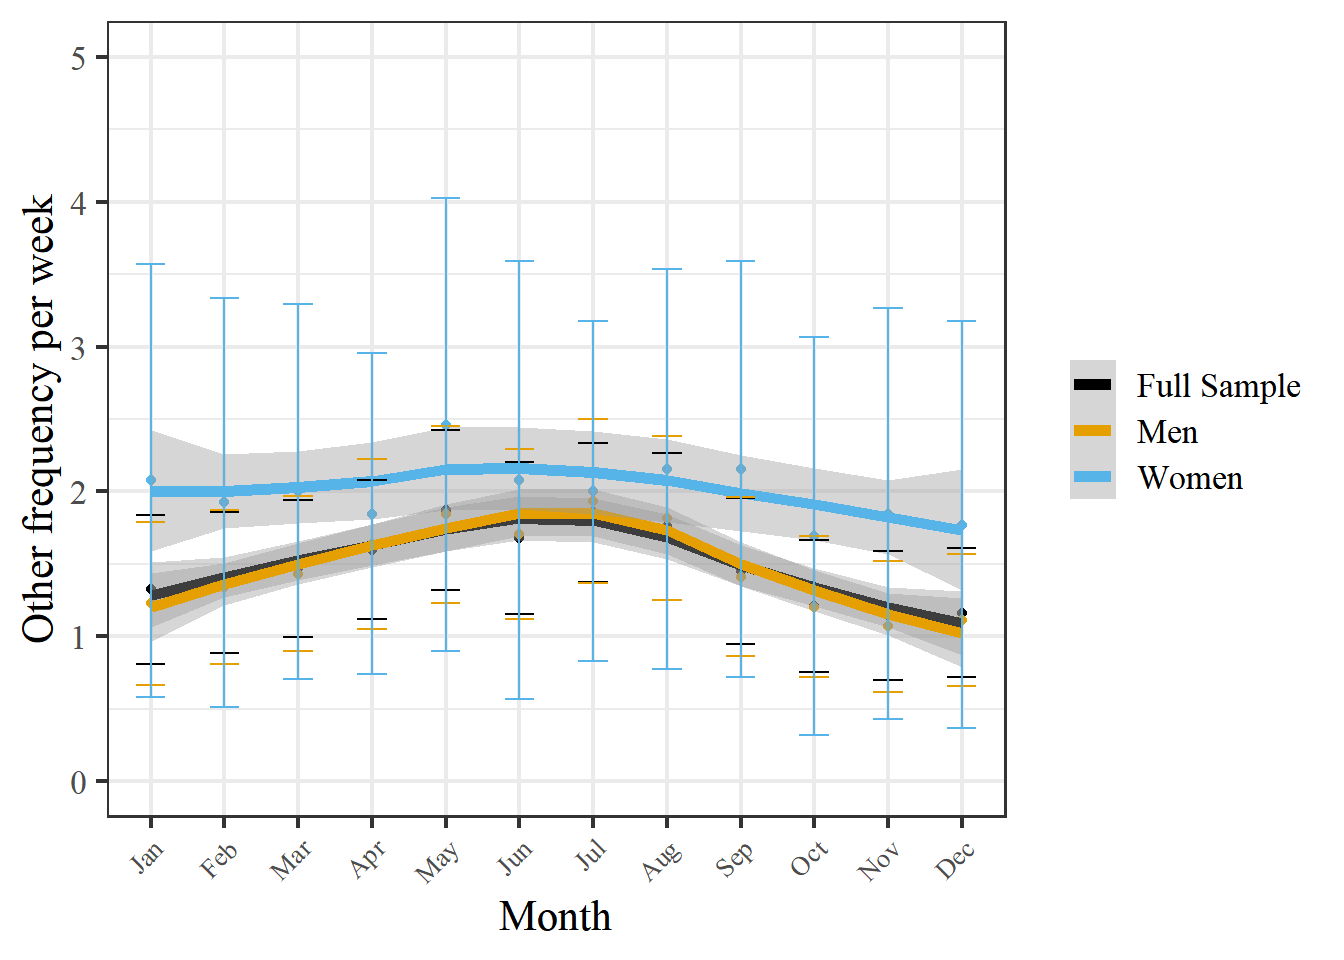 Other frequency per week
5
4
3
2
1
0
Jan
Feb
Mar
Apr
May
Jun
Jul
Aug
Sep
Oct
Nov
Dec
Month
Full Sample
Men
Women